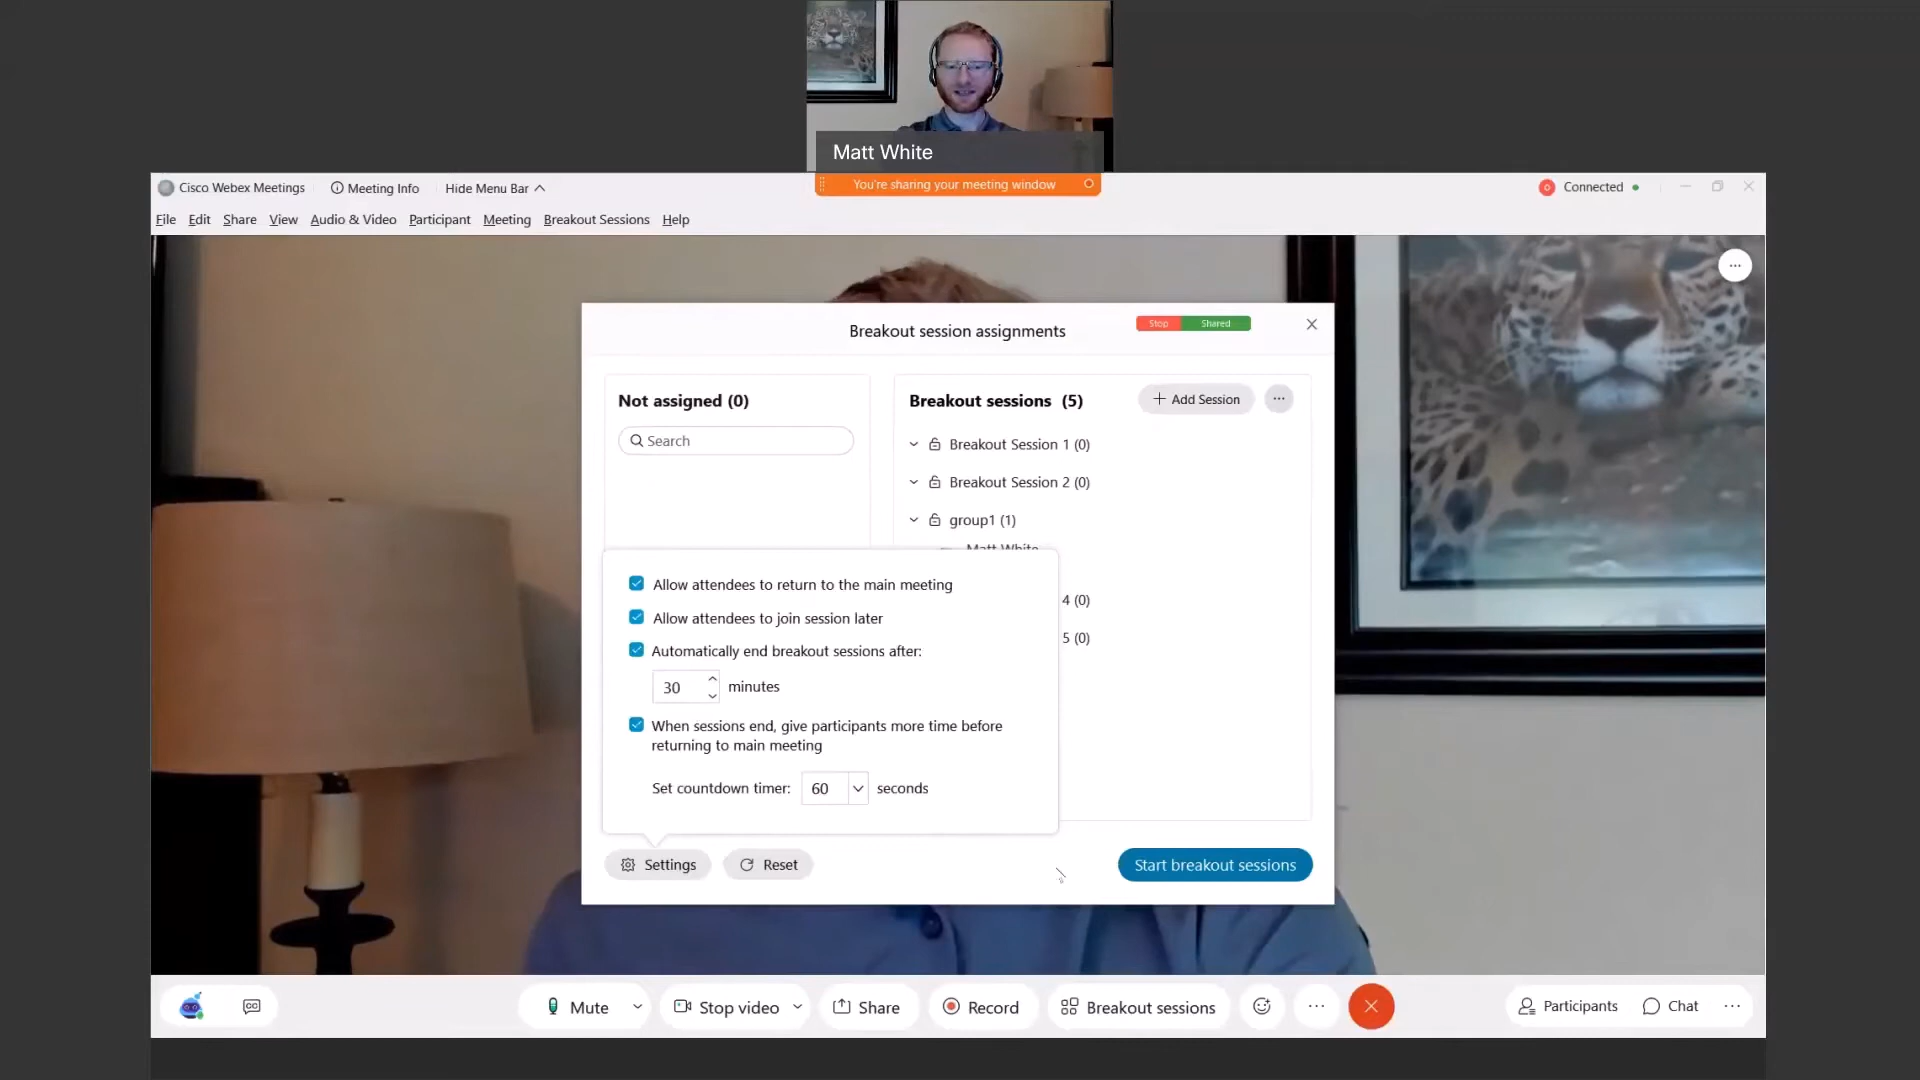 Matt White
Cisco Webex Meetings Meeting Info Hide Menu Bar
You're sharing your meeting window
Connected
File Edit Share View Audio & Video Participant Meeting Breakout Sessions Help
Breakout session assignments
Stop Shared
Not assigned (0)
Search
Breakout sessions (5)
+ Add Session
Breakout Session 1 (0)
Breakout Session 2 (0)
group1 (1)
Matt White
4 (0)
5 (0)
Allow attendees to return to the main meeting
Allow attendees to join session later
Automatically end breakout sessions after:
30 minutes
When sessions end, give participants more time before
returning to main meeting
Set countdown timer: 60 seconds
Settings Reset Start breakout sessions
CC Mute Stop video Share Record Breakout sessions Participants Chat